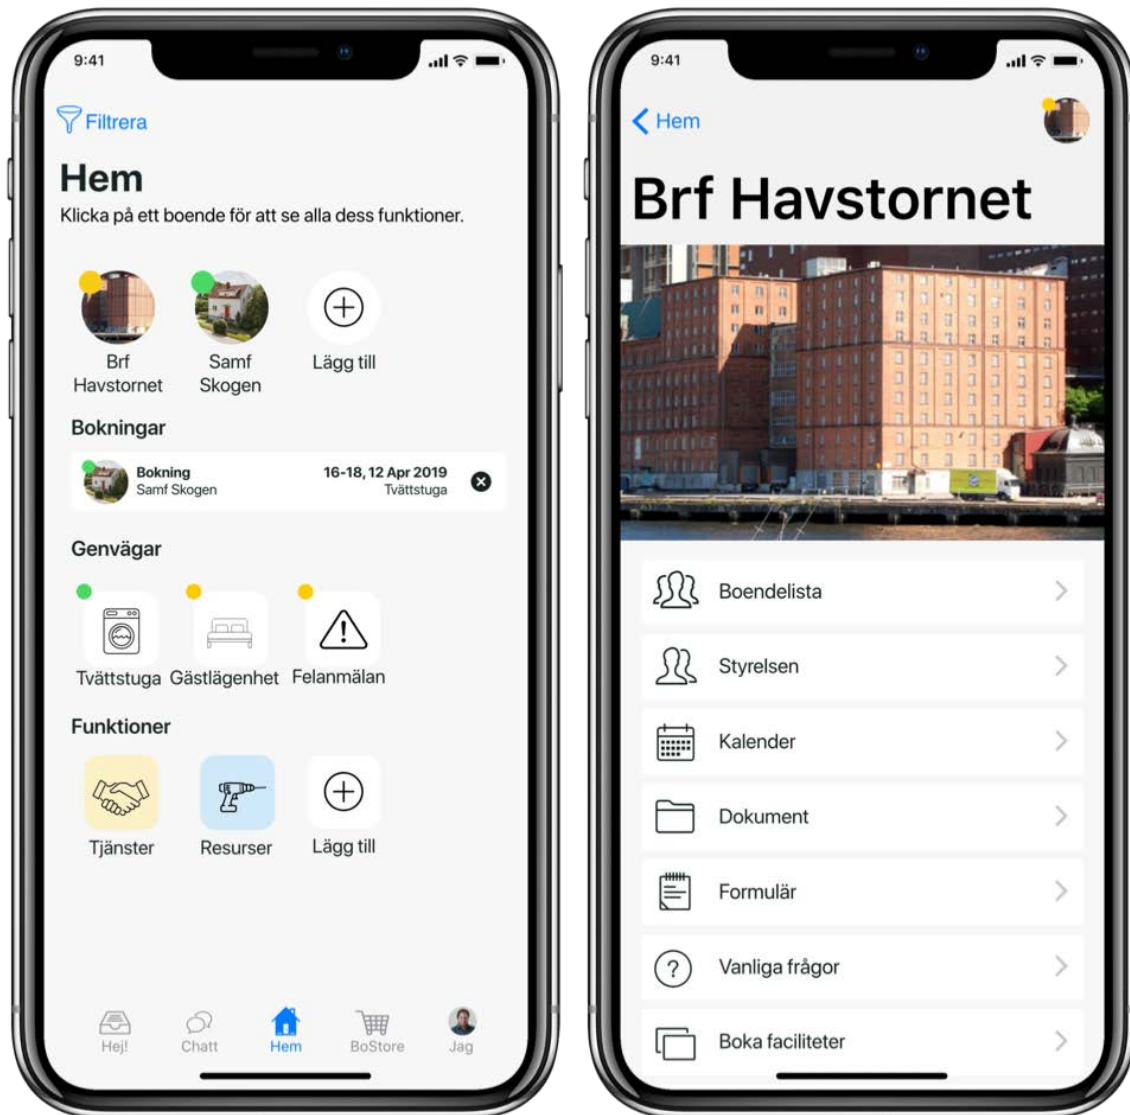 9:41
Filtrera
Hem
Klicka på ett boende för att se alla dess funktioner.
Brf
Havstornet
Samf
Skogen
Lägg till
Bokningar
Bokning
Samf Skogen
16-18, 12 Apr 2019
Tvättstuga
Genvägar
Tvättstuga
Gästlägenhet
Felanmälan
Funktioner
Tjänster
Resurser
Lägg till
Hej!
Chatt
Hem
BoStore
Jag
9:41
Hem
Brf Havstornet
Boendelista
Styrelsen
Kalender
Dokument
Formulär
Vanliga frågor
Boka faciliteter